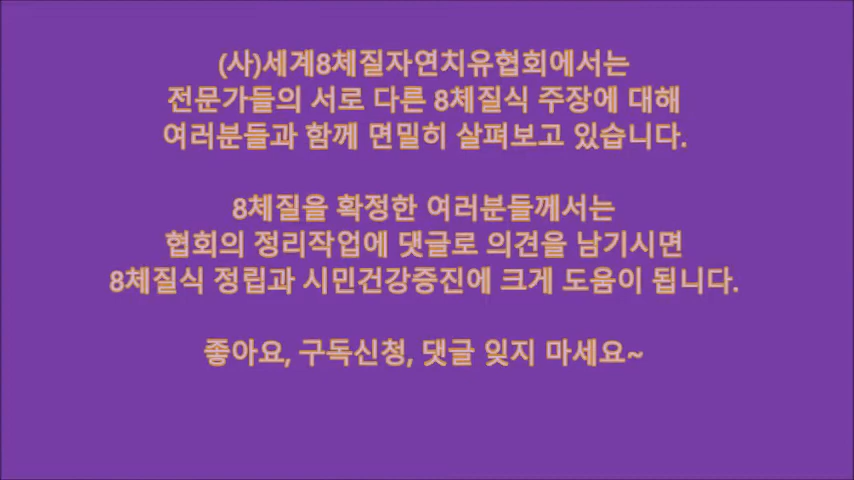 (사)세계8체질자연치유협회에서는
전문가들의 서로 다른 8체질식 주장에 대해
여러분들과 함께 면밀히 살펴보고 있습니다.
8체질을 확정한 여러분들께서는
협회의 정리작업에 댓글로 의견을 남기시면
8체질식 정립과 시민건강증진에 크게 도움이 됩니다.
좋아요, 구독신청, 댓글 잊지 마세요~